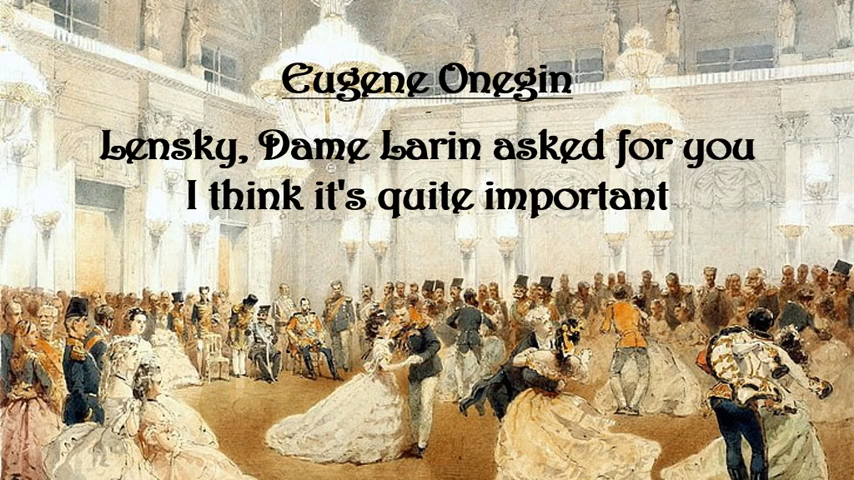 Eugene Onegin
Lensky, Dame Larin asked for you
I think it's quite important